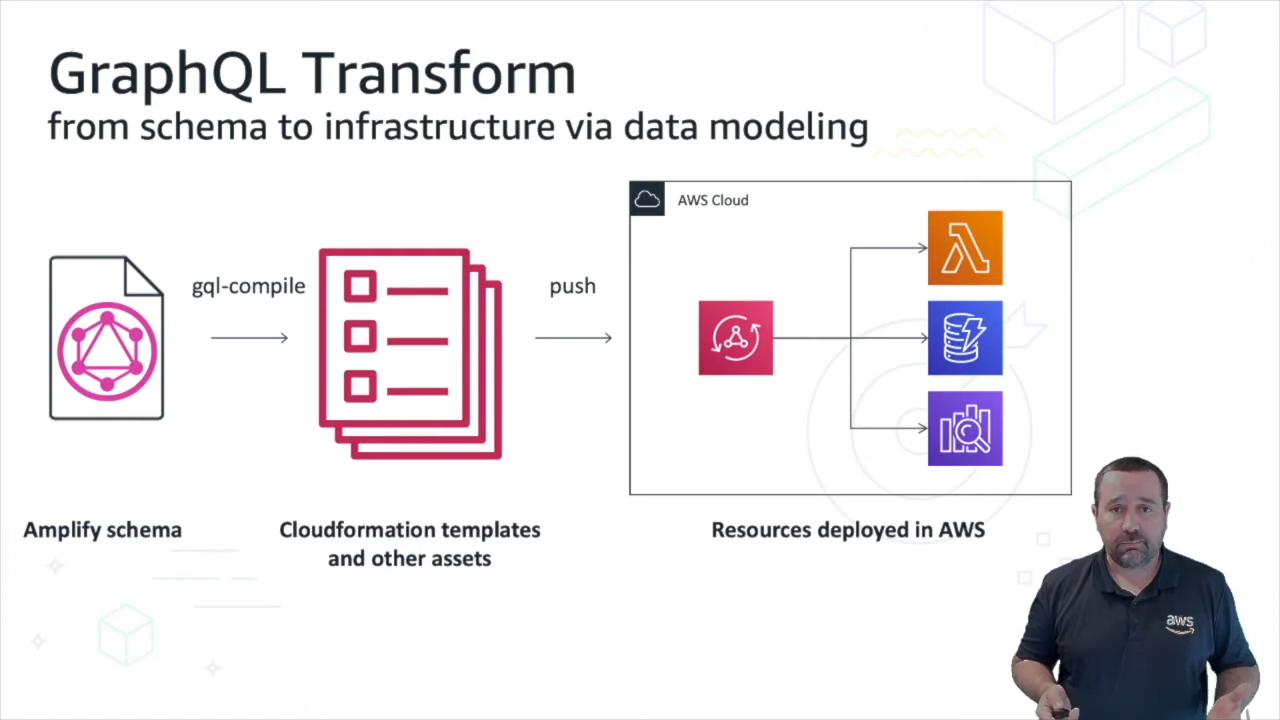 GraphQL Transform
from schema to infrastructure via data modeling
AWS Cloud
gql-compile
push
Amplify schema
Cloudformation templates
and other assets
Resources deployed in AWS
aws